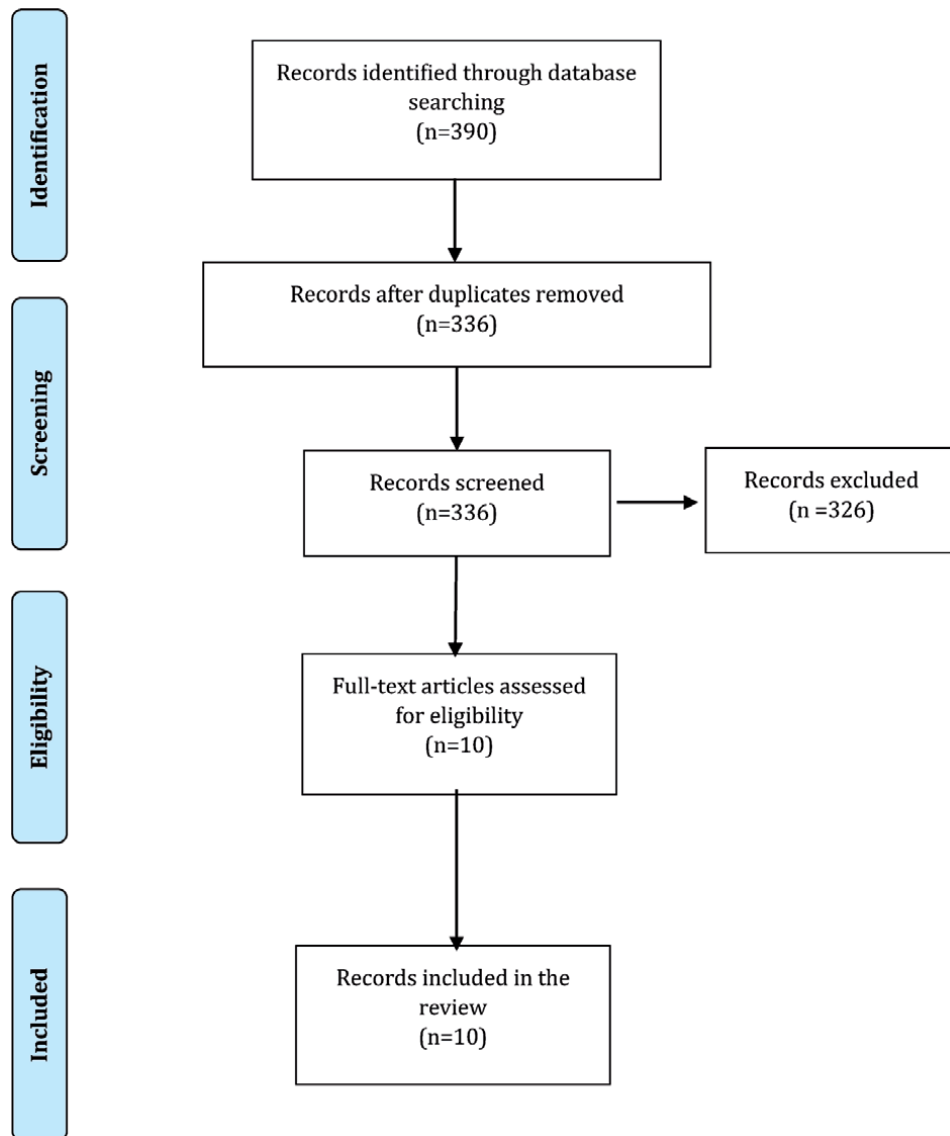 Identification
Records identified through database
searching
(n=390)
Records after duplicates removed
(n=336)
Screening
Records screened
(n=336)
Records excluded
(n =326)
Eligibility
Full-text articles assessed
for eligibility
(n=10)
Included
Records included in the
review
(n=10)